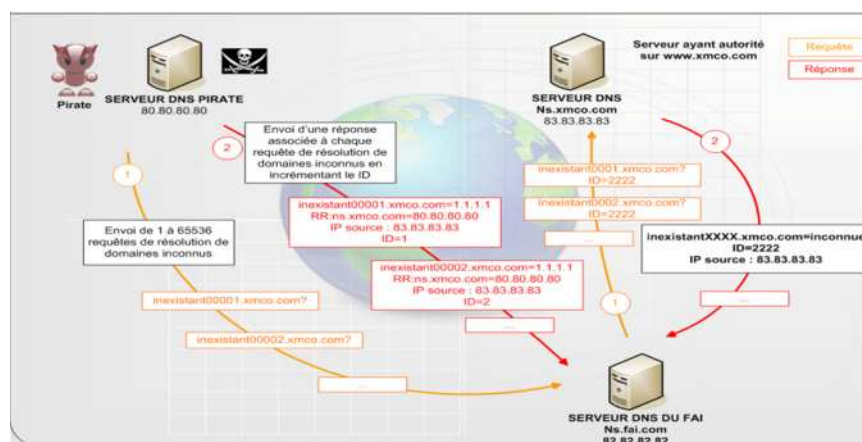 Pirate
SERVEUR DNS PIRATE
80.80.80.80
Serveur ayant autorité
sur www.xmco.com
Requête
Réponse
SERVEUR DNS
Ns.xmco.com
83.83.83.83
2
Envoi d'une réponse
associée à chaque
requête de résolution de
domaines inconnus en
incrémentant le ID
2
1
inexistant0001.xmco.com?
ID=2222
inexistant0002.xmco.com?
ID=2222
...
inexistant00001.xmco.com=1.1.1.1
RR:ns.xmco.com=80.80.80.80
IP source : 83.83.83.83
ID=1
Envoi de 1 à 65536
requêtes de résolution de
domaines inconnus
inexistantXXXX.xmco.com=inconnue
ID=2222
IP source : 83.83.83.83
inexistant00002.xmco.com=1.1.1.1
RR:ns.xmco.com=80.80.80.80
IP source : 83.83.83.83
ID=2
...
inexistant00001.xmco.com?
1
...
inexistant00002.xmco.com?
...
SERVEUR DNS DU FAI
Ns.fai.com
82.82.82.82